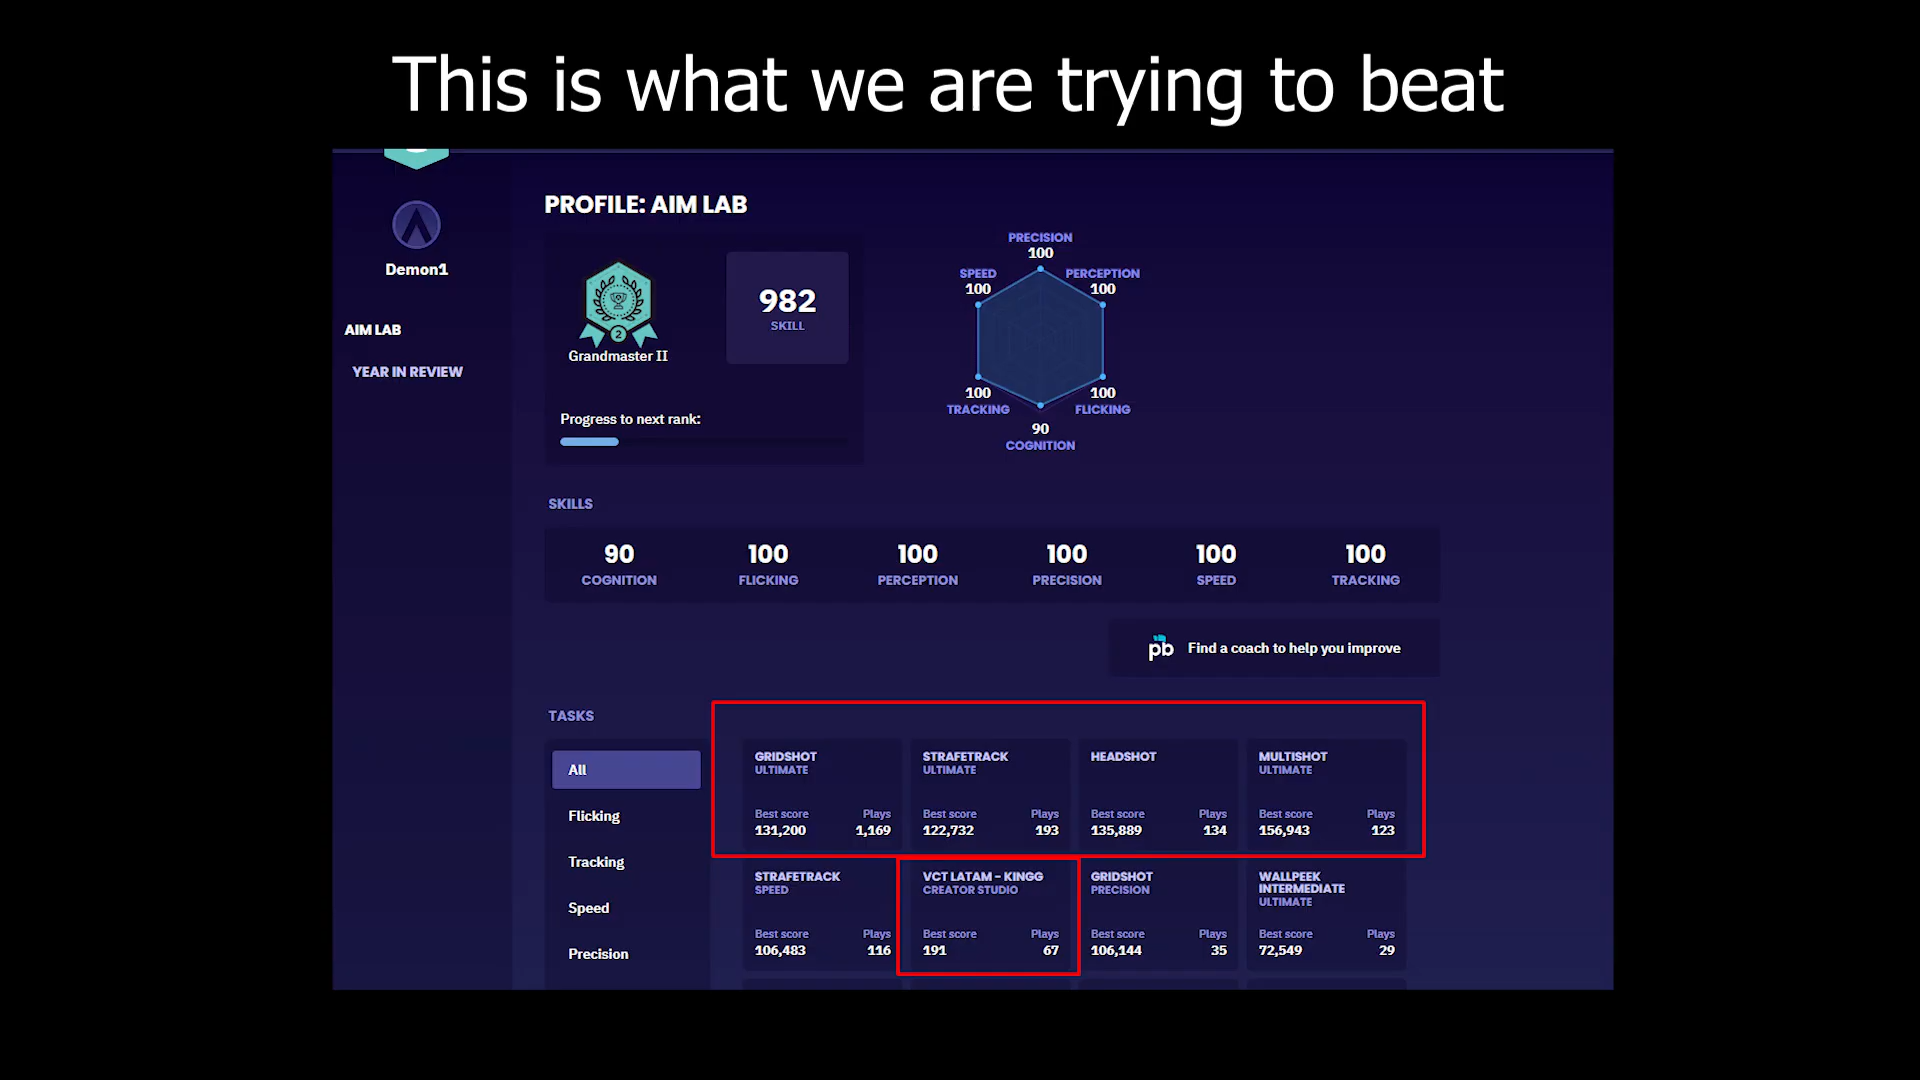 This is what we are trying to beat
PROFILE: AIM LAB
Demon1
AIM LAB
YEAR IN REVIEW
2
Grandmaster II
982
SKILL
Progress to next rank:
PRECISION
100
SPEED
100
PERCEPTION
100
100
TRACKING
100
FLICKING
90
COGNITION
SKILLS
90
COGNITION
100
FLICKING
100
PERCEPTION
100
PRECISION
100
SPEED
100
TRACKING
pb
Find a coach to help you improve
TASKS
All
Flicking
Tracking
Speed
Precision
GRIDSHOT
ULTIMATE
Best score Plays
131,200 1,169
STRAFETRACK
ULTIMATE
Best score Plays
122,732 193
HEADSHOT
Best score Plays
135,889 134
MULTISHOT
ULTIMATE
Best score Plays
156,943 123
STRAFETRACK
SPEED
Best score Plays
106,483 116
VCT LATAM - KINGG
CREATOR STUDIO
Best score Plays
191 67
GRIDSHOT
PRECISION
Best score Plays
106,144 35
WALLPEEK
INTERMEDIATE
ULTIMATE
Best score Plays
72,549 29